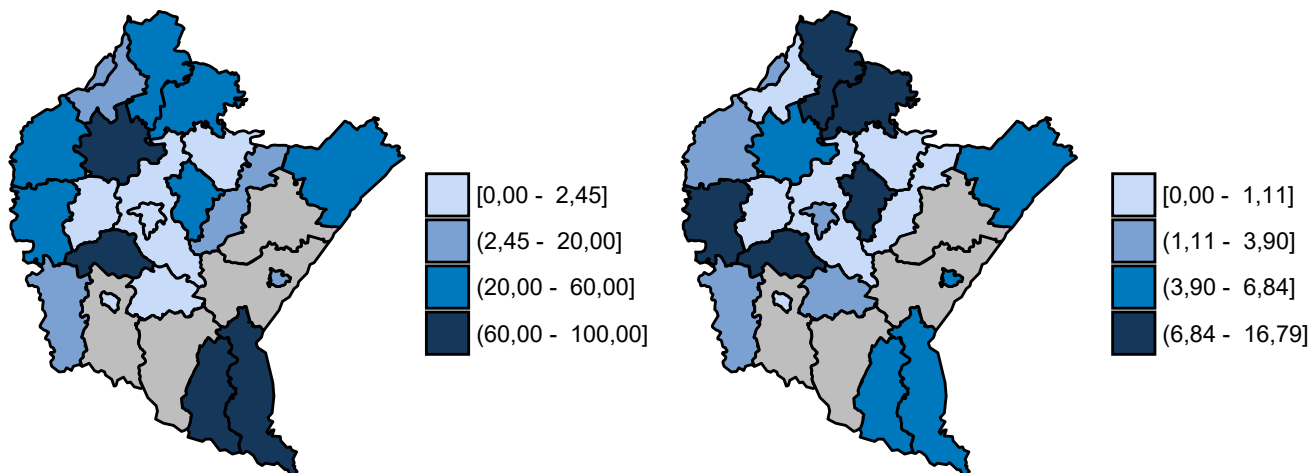 [0,00 - 2,45]
(2,45 - 20,00]
(20,00 - 60,00]
(60,00 - 100,00]
[0,00 - 1,11]
(1,11 - 3,90]
(3,90 - 6,84]
(6,84 - 16,79]